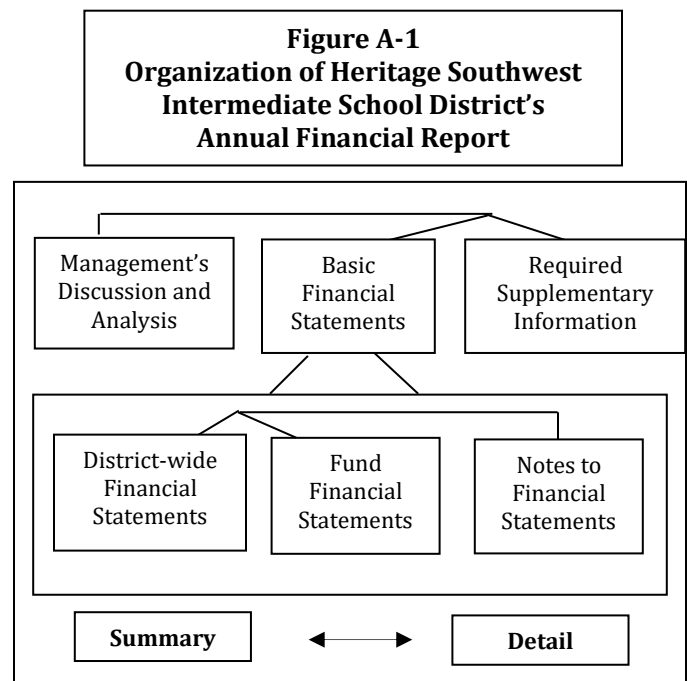 Figure A-1
Organization of Heritage Southwest
Intermediate School District’s
Annual Financial Report
Management’s
Discussion and
Analysis
Basic
Financial
Statements
Required
Supplementary
Information
District-wide
Financial
Statements
Fund
Financial
Statements
Notes to
Financial
Statements
Summary
Detail